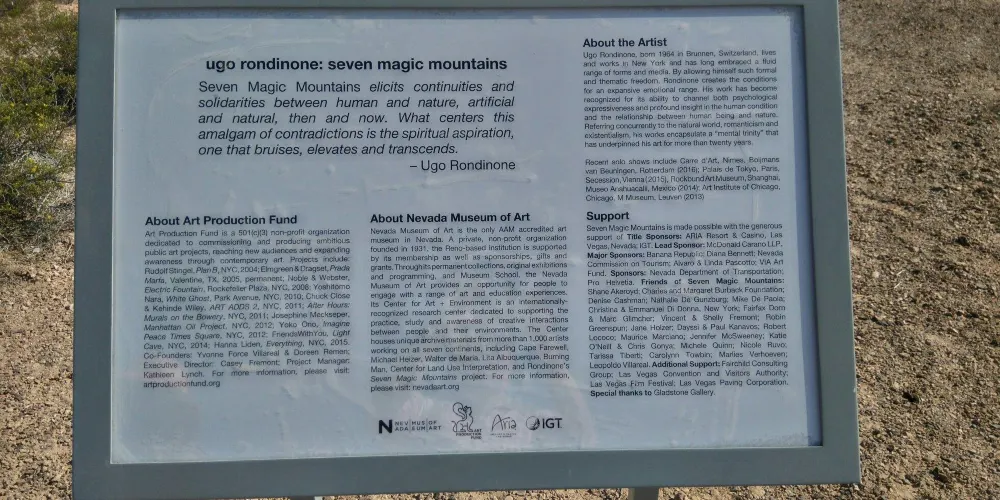 ugo rondinone: seven magic mountains
Seven Magic Mountains elicits continuities and
solidarities between human and nature, artificial
and natural, then and now. What centers this
amalgam of contradictions is the spiritual aspiration,
one that bruises, elevates and transcends.
– Ugo Rondinone
About the Artist
Ugo Rondinone, born 1964 in Brunnen, Switzerland, lives
and works in New York and has long embraced a fluid
range of forms and media. By allowing himself such formal
and thematic freedom, Rondinone creates the conditions
for an expansive emotional range. His work has become
recognized for its ability to channel both psychological
expressiveness and profound insight in the human condition
and the relationship between human being and nature.
Referring concurrently to the natural world, romanticism and
existentialism, his works encapsulate a "mental trinity" that
has underpinned his art for more than twenty years.
Recent solo shows include Carre d'Art, Nimes, Boijmans
van Beuningen, Rotterdam (2016); Palais de Tokyo, Paris,
Secession, Vienna (2015), Rockbund Art Museum, Shanghai,
Museo Anahuacalli, Mexico (2014); Art Institute of Chicago,
Chicago, M Museum, Leuven (2013)
About Art Production Fund
Art Production Fund is a 501(c)(3) non-profit organization
dedicated to commissioning and producing ambitious
public art projects, reaching new audiences and expanding
awareness through contemporary art. Projects include:
Rudolf Stingel, Plan B, NYC, 2004; Elmgreen & Dragset, Prada
Marfa, Valentine, TX, 2005, permanent, Noble & Webster,
Electric Fountain, Rockefeller Plaza, NYC, 2008; Yoshitomo
Nara, White Ghost, Park Avenue, NYC, 2010; Chuck Close
& Kehinde Wiley, ART ADDS 2, NYC, 2011; After Hours:
Murals on the Bowery, NYC, 2011; Josephine Meckseper,
Manhattan Oil Project, NYC, 2012; Yoko Ono, Imagine
Peace Times Square, NYC, 2012; FriendsWithYou, Light
Cave, NYC, 2014; Hanna Liden, Everything, NYC, 2015.
Co-Founders: Yvonne Force Villareal & Doreen Remen;
Executive Director: Casey Fremont; Project Manager:
Kathleen Lynch. For more information, please visit:
artproductionfund.org
About Nevada Museum of Art
Nevada Museum of Art is the only AAM accredited art
museum in Nevada. A private, non-profit organization
founded in 1931, the Reno-based institution is supported
by its membership as well as sponsorships, gifts and
grants. Through its permanent collections, original exhibitions
and programming, and Museum School, the Nevada
Museum of Art provides an opportunity for people to
engage with a range of art and education experiences.
Its Center for Art + Environment is an internationally-
recognized research center dedicated to supporting the
practice, study and awareness of creative interactions
between people and their environments. The Center
houses unique archive materials from more than 1,000 artists
working on all seven continents, including Cape Farewell,
Michael Heizer, Walter de Maria, Lita Albuquerque, Burning
Man, Center for Land Use Interpretation, and Rondinone's
Seven Magic Mountains project. For more information,
please visit: nevadaart.org
Support
Seven Magic Mountains is made possible with the generous
support of Title Sponsors: ARIA Resort & Casino, Las
Vegas, Nevada; IGT. Lead Sponsor: McDonald Carano LLP.
Major Sponsors: Banana Republic; Diana Bennett; Nevada
Commission on Tourism; Alvaro & Linda Pascotto; VIA Art
Fund. Sponsors: Nevada Department of Transportation;
Pro Helvetia. Friends of Seven Magic Mountains:
Shane Akeroyd; Charles and Margaret Burback Foundation;
Denise Cashman; Nathalie De Gunzburg; Mike De Paola;
Christina & Emmanuel Di Donna, New York; Fairfax Dorn
& Marc Glimcher; Vincent & Shelly Fremont; Robin
Greenspun; Jane Holzer; Dayssi & Paul Kanavos; Robert
Lococo; Maurice Marciano; Jennifer McSweeney; Katie
O'Neill & Chris Gonya; Michele Quinn; Nicole Ruvo;
Tarissa Tiberti; Carolynn Towbin; Marlies Verhoeven;
Leopoldo Villareal. Additional Support: Fairchild Consulting
Group; Las Vegas Convention and Visitors Authority;
Las Vegas Film Festival; Las Vegas Paving Corporation.
Special thanks to Gladstone Gallery.
N NEV MUS OF
ADA EUM ART
ART
PRODUCTION
FUND
Aria
IGT